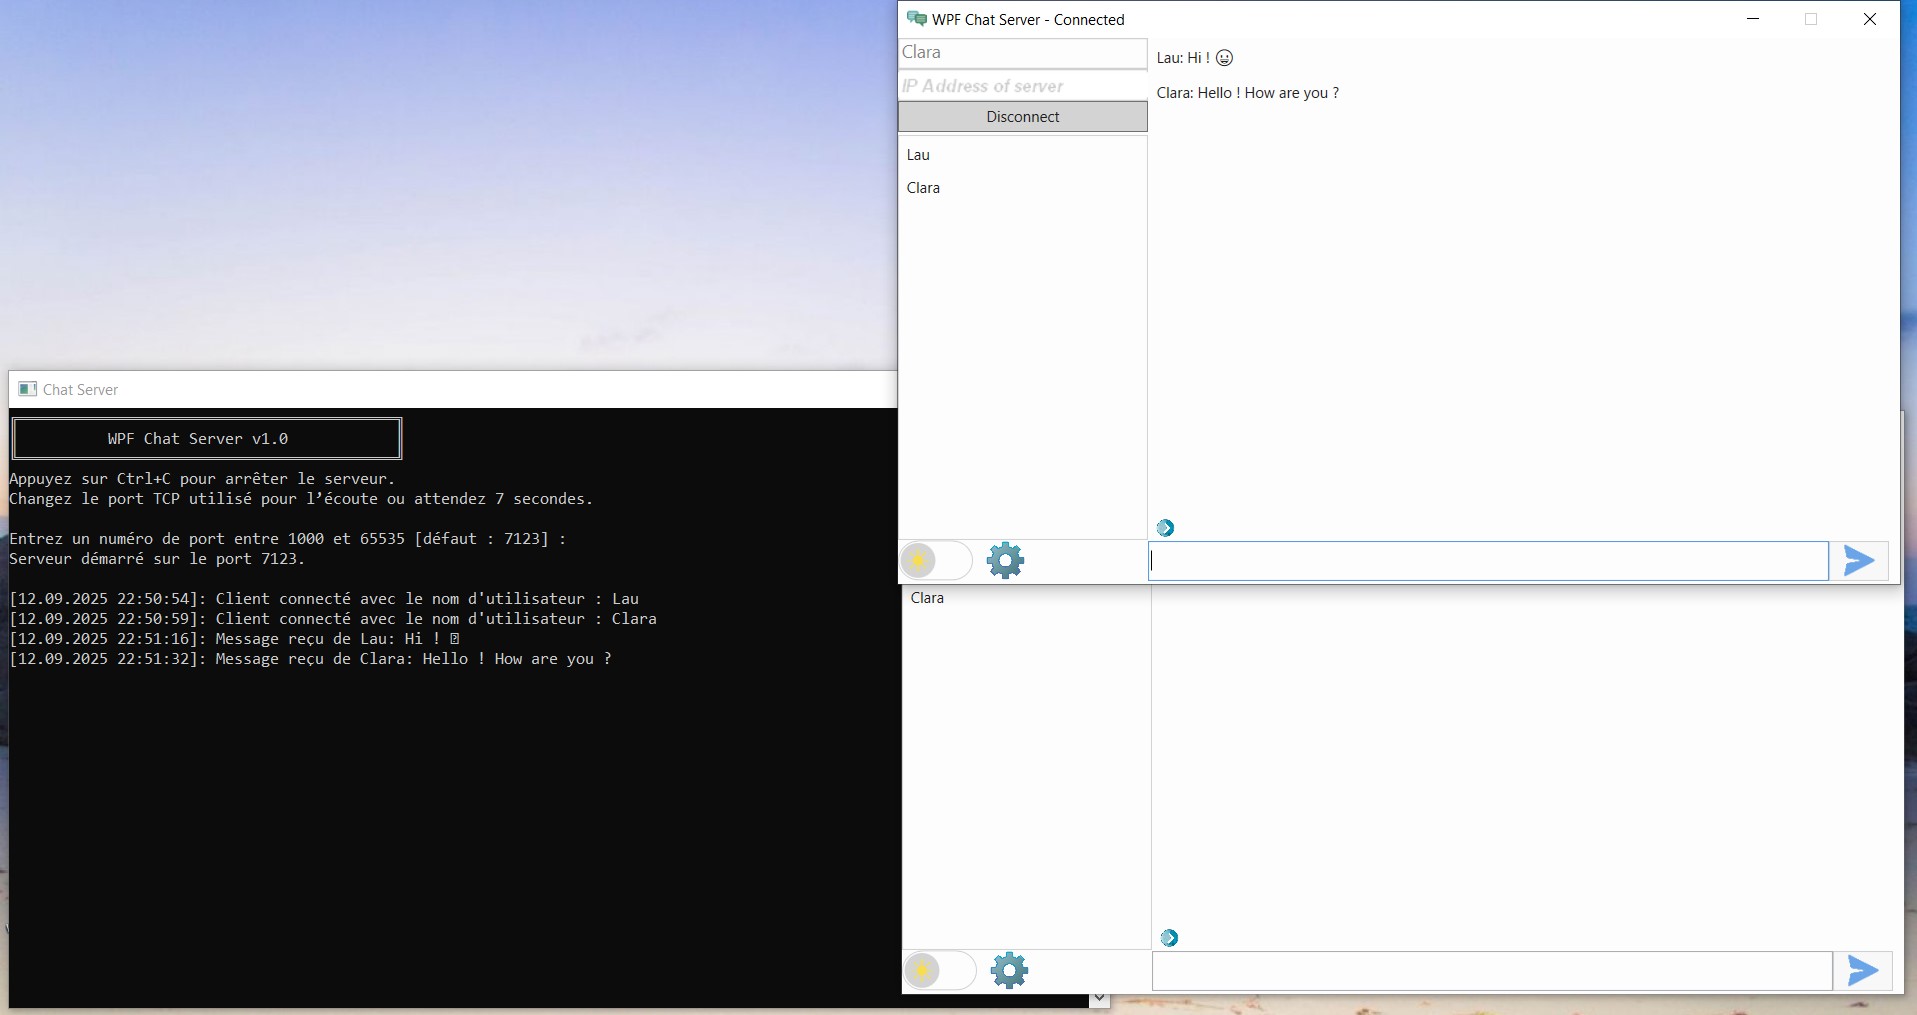 WPF Chat Server - Connected
Clara
IP Address of server
Disconnect
Lau
Clara
Lau: Hi ! 😀
Clara: Hello ! How are you ?
Chat Server
WPF Chat Server v1.0
Appuyez sur Ctrl+C pour arrêter le serveur.
Changez le port TCP utilisé pour l’écoute ou attendez 7 secondes.
Entrez un numéro de port entre 1000 et 65535 [défaut : 7123] :
Serveur démarré sur le port 7123.
[12.09.2025 22:50:54]: Client connecté avec le nom d'utilisateur : Lau
[12.09.2025 22:50:59]: Client connecté avec le nom d'utilisateur : Clara
[12.09.2025 22:51:16]: Message reçu de Lau: Hi ! 
[12.09.2025 22:51:32]: Message reçu de Clara: Hello ! How are you ?
Clara